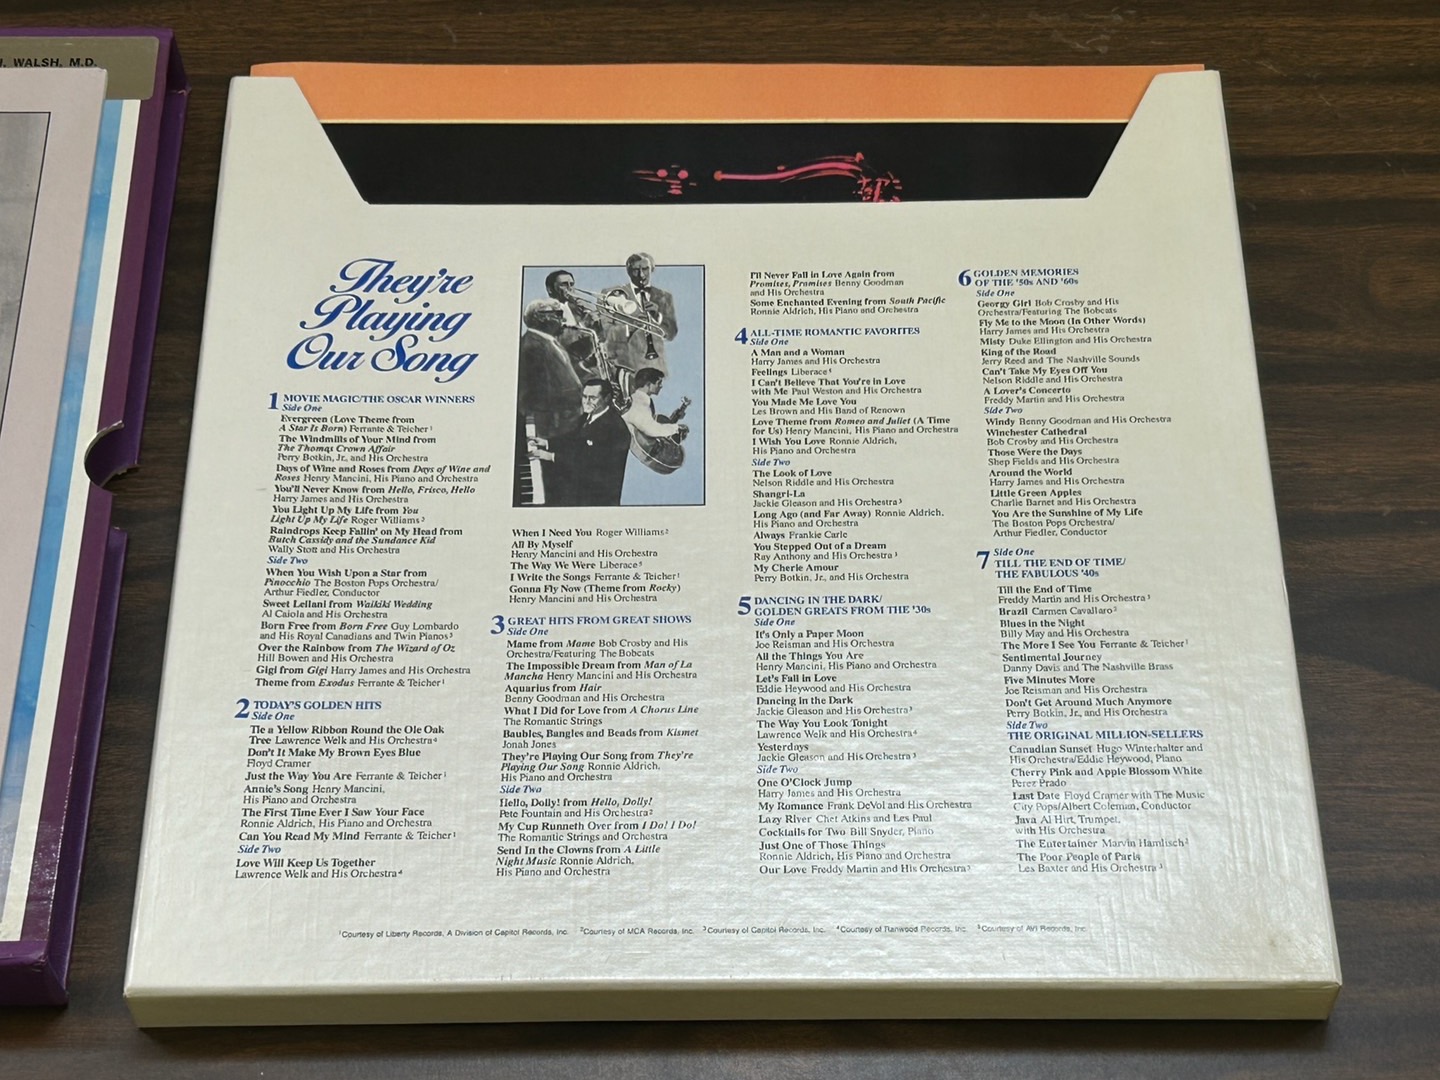 WALSH, M.D.
They're
Playing
Our Song
1 MOVIE MAGIC/THE OSCAR WINNERS
Side One
Evergreen (Love Theme from
A Star Is Born) Ferrante & Teicher¹
The Windmills of Your Mind from
The Thomas Crown Affair
Perry Botkin, Jr. and His Orchestra
Days of Wine and Roses from Days of Wine and
Roses Henry Mancini, His Piano and Orchestra
You'll Never Know from Hello, Frisco, Hello
Harry James and His Orchestra
You Light Up My Life from You
Light Up My Life Roger Williams²
Raindrops Keep Fallin' on My Head from
Butch Cassidy and the Sundance Kid
Wally Stott and His Orchestra
Side Two
When You Wish Upon a Star from
Pinocchio The Boston Pops Orchestra/
Arthur Fiedler, Conductor
Sweet Leilani from Waikiki Wedding
Al Caiola and His Orchestra
Born Free from Born Free Guy Lombardo
and His Royal Canadians and Twin Pianos³
Over the Rainbow from The Wizard of Oz
Hill Bowen and His Orchestra
Gigi from Gigi Harry James and His Orchestra
Theme from Exodus Ferrante & Teicher¹
2 TODAY'S GOLDEN HITS
Side One
Tie a Yellow Ribbon Round the Ole Oak
Tree Lawrence Welk and His Orchestra⁴
Don't It Make My Brown Eyes Blue
Floyd Cramer
Just the Way You Are Ferrante & Teicher¹
Annie's Song Henry Mancini,
His Piano and Orchestra
The First Time Ever I Saw Your Face
Ronnie Aldrich, His Piano and Orchestra
Can You Read My Mind Ferrante & Teicher¹
Side Two
Love Will Keep Us Together
Lawrence Welk and His Orchestra⁴
When I Need You Roger Williams²
All By Myself
Henry Mancini and His Orchestra
The Way We Were Liberace⁵
I Write the Songs Ferrante & Teicher¹
Gonna Fly Now (Theme from Rocky)
Henry Mancini and His Orchestra
3 GREAT HITS FROM GREAT SHOWS
Side One
Mame from Mame Bob Crosby and His
Orchestra/Featuring The Bobcats
The Impossible Dream from Man of La
Mancha Henry Mancini and His Orchestra
Aquarius from Hair
Benny Goodman and His Orchestra
What I Did for Love from A Chorus Line
The Romantic Strings
Baubles, Bangles and Beads from Kismet
Jonah Jones
They're Playing Our Song from They're
Playing Our Song Ronnie Aldrich,
His Piano and Orchestra
Side Two
Hello, Dolly! from Hello, Dolly!
Pete Fountain and His Orchestra²
My Cup Runneth Over from I Do! I Do!
The Romantic Strings and Orchestra
Send In the Clowns from A Little
Night Music Ronnie Aldrich,
His Piano and Orchestra
I'll Never Fall in Love Again from
Promises, Promises Benny Goodman
and His Orchestra
Some Enchanted Evening from South Pacific
Ronnie Aldrich, His Piano and Orchestra
4 ALL-TIME ROMANTIC FAVORITES
Side One
A Man and a Woman
Harry James and His Orchestra
Feelings Liberace⁵
I Can't Believe That You're in Love
with Me Paul Weston and His Orchestra
You Made Me Love You
Les Brown and His Band of Renown
Love Theme from Romeo and Juliet (A Time
for Us) Henry Mancini, His Piano and Orchestra
I Wish You Love Ronnie Aldrich,
His Piano and Orchestra
Side Two
The Look of Love
Nelson Riddle and His Orchestra
Shangri-La
Jackie Gleason and His Orchestra³
Long Ago (and Far Away) Ronnie Aldrich,
His Piano and Orchestra
Always Frankie Carle
You Stepped Out of a Dream
Ray Anthony and His Orchestra³
My Cherie Amour
Perry Botkin, Jr., and His Orchestra
5 DANCING IN THE DARK/
GOLDEN GREATS FROM THE '30s
Side One
It's Only a Paper Moon
Joe Reisman and His Orchestra
All the Things You Are
Henry Mancini, His Piano and Orchestra
Let's Fall in Love
Eddie Heywood and His Orchestra
Dancing in the Dark
Jackie Gleason and His Orchestra³
The Way You Look Tonight
Lawrence Welk and His Orchestra⁴
Yesterdays
Jackie Gleason and His Orchestra³
Side Two
One O'Clock Jump
Harry James and His Orchestra
My Romance Frank DeVol and His Orchestra
Lazy River Chet Atkins and Les Paul
Cocktails for Two Bill Snyder, Piano
Just One of Those Things
Ronnie Aldrich, His Piano and Orchestra
Our Love Freddy Martin and His Orchestra³
6 GOLDEN MEMORIES
OF THE '50s AND '60s
Side One
Georgy Girl Bob Crosby and His
Orchestra/Featuring The Bobcats
Fly Me to the Moon (In Other Words)
Harry James and His Orchestra
Misty Duke Ellington and His Orchestra
King of the Road
Jerry Reed and The Nashville Sounds
Can't Take My Eyes Off You
Nelson Riddle and His Orchestra
A Lover's Concerto
Freddy Martin and His Orchestra
Side Two
Windy Benny Goodman and His Orchestra
Winchester Cathedral
Bob Crosby and His Orchestra
Those Were the Days
Shep Fields and His Orchestra
Around the World
Harry James and His Orchestra
Little Green Apples
Charlie Barnet and His Orchestra
You Are the Sunshine of My Life
The Boston Pops Orchestra/
Arthur Fiedler, Conductor
7 Side One
TILL THE END OF TIME/
THE FABULOUS '40s
Till the End of Time
Freddy Martin and His Orchestra³
Brazil Carmen Cavallaro²
Blues in the Night
Billy May and His Orchestra
The More I See You Ferrante & Teicher¹
Sentimental Journey
Danny Davis and The Nashville Brass
Five Minutes More
Joe Reisman and His Orchestra
Don't Get Around Much Anymore
Perry Botkin, Jr., and His Orchestra
Side Two
THE ORIGINAL MILLION-SELLERS
Canadian Sunset Hugo Winterhalter and
His Orchestra/Eddie Heywood, Piano
Cherry Pink and Apple Blossom White
Perez Prado
Last Date Floyd Cramer with The Music
City Pops/Albert Coleman, Conductor
Java Al Hirt, Trumpet,
with His Orchestra
The Entertainer Marvin Hamlisch²
The Poor People of Paris
Les Baxter and His Orchestra³
¹Courtesy of Liberty Records, A Division of Capitol Records, Inc. ²Courtesy of MCA Records, Inc. ³Courtesy of Capitol Records, Inc. ⁴Courtesy of Ranwood Records, Inc. ⁵Courtesy of AVI Records, Inc.